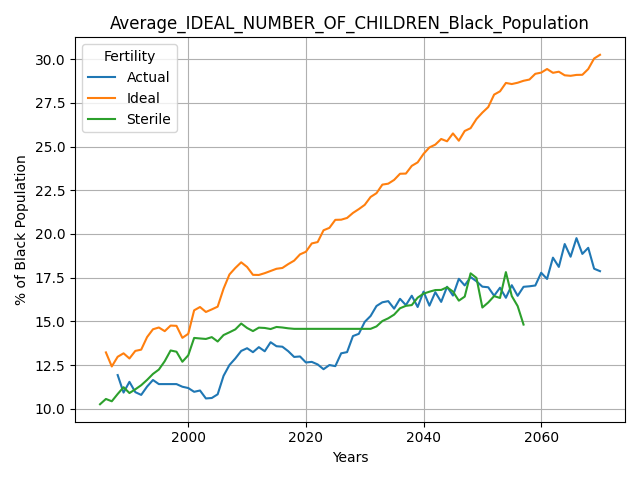 Average_IDEAL_NUMBER_OF_CHILDREN_Black_Population
Fertility
Actual
Ideal
Sterile
% of Black Population
30.0
27.5
25.0
22.5
20.0
17.5
15.0
12.5
10.0
2000
2020
2040
2060
Years